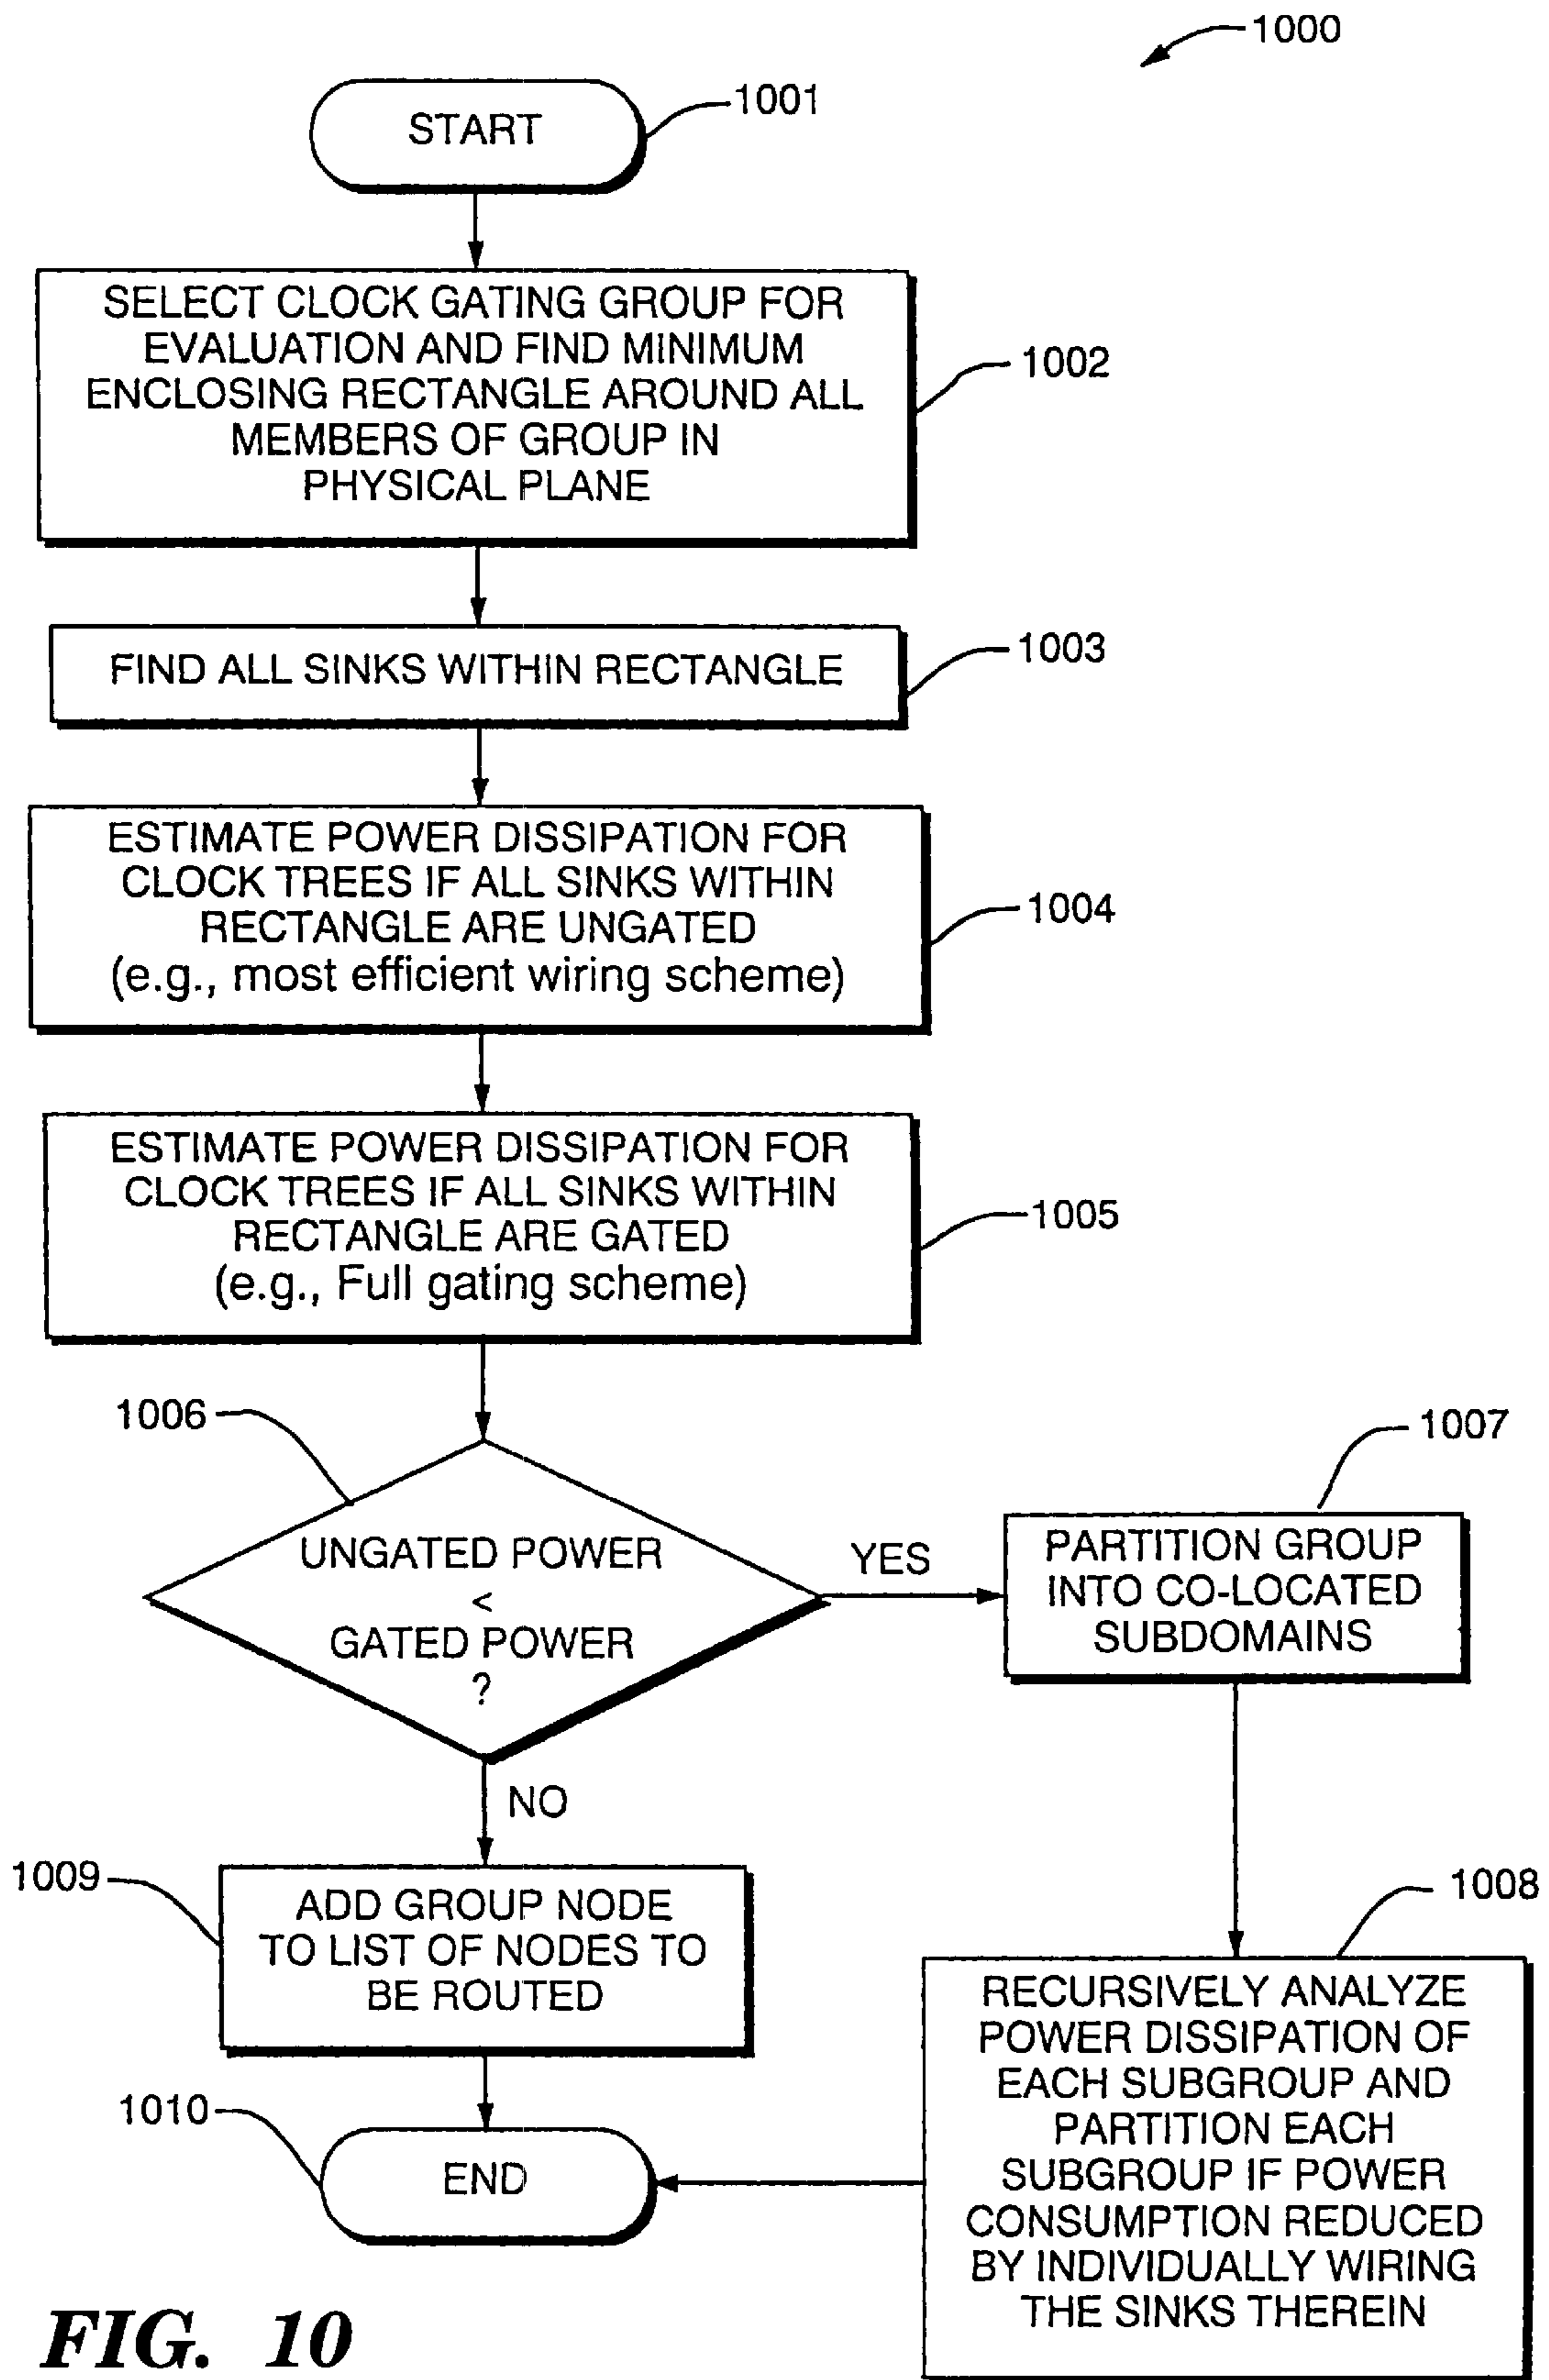 1000
START
1001
SELECT CLOCK GATING GROUP FOR
EVALUATION AND FIND MINIMUM
ENCLOSING RECTANGLE AROUND ALL
MEMBERS OF GROUP IN
PHYSICAL PLANE
1002
FIND ALL SINKS WITHIN RECTANGLE
1003
ESTIMATE POWER DISSIPATION FOR
CLOCK TREES IF ALL SINKS WITHIN
RECTANGLE ARE UNGATED
(e.g., most efficient wiring scheme)
1004
ESTIMATE POWER DISSIPATION FOR
CLOCK TREES IF ALL SINKS WITHIN
RECTANGLE ARE GATED
(e.g., Full gating scheme)
1005
1006
UNGATED POWER
<
GATED POWER
?
YES
NO
1007
PARTITION GROUP
INTO CO-LOCATED
SUBDOMAINS
1009
ADD GROUP NODE
TO LIST OF NODES TO
BE ROUTED
1008
RECURSIVELY ANALYZE
POWER DISSIPATION OF
EACH SUBGROUP AND
PARTITION EACH
SUBGROUP IF POWER
CONSUMPTION REDUCED
BY INDIVIDUALLY WIRING
THE SINKS THEREIN
1010
END
FIG. 10